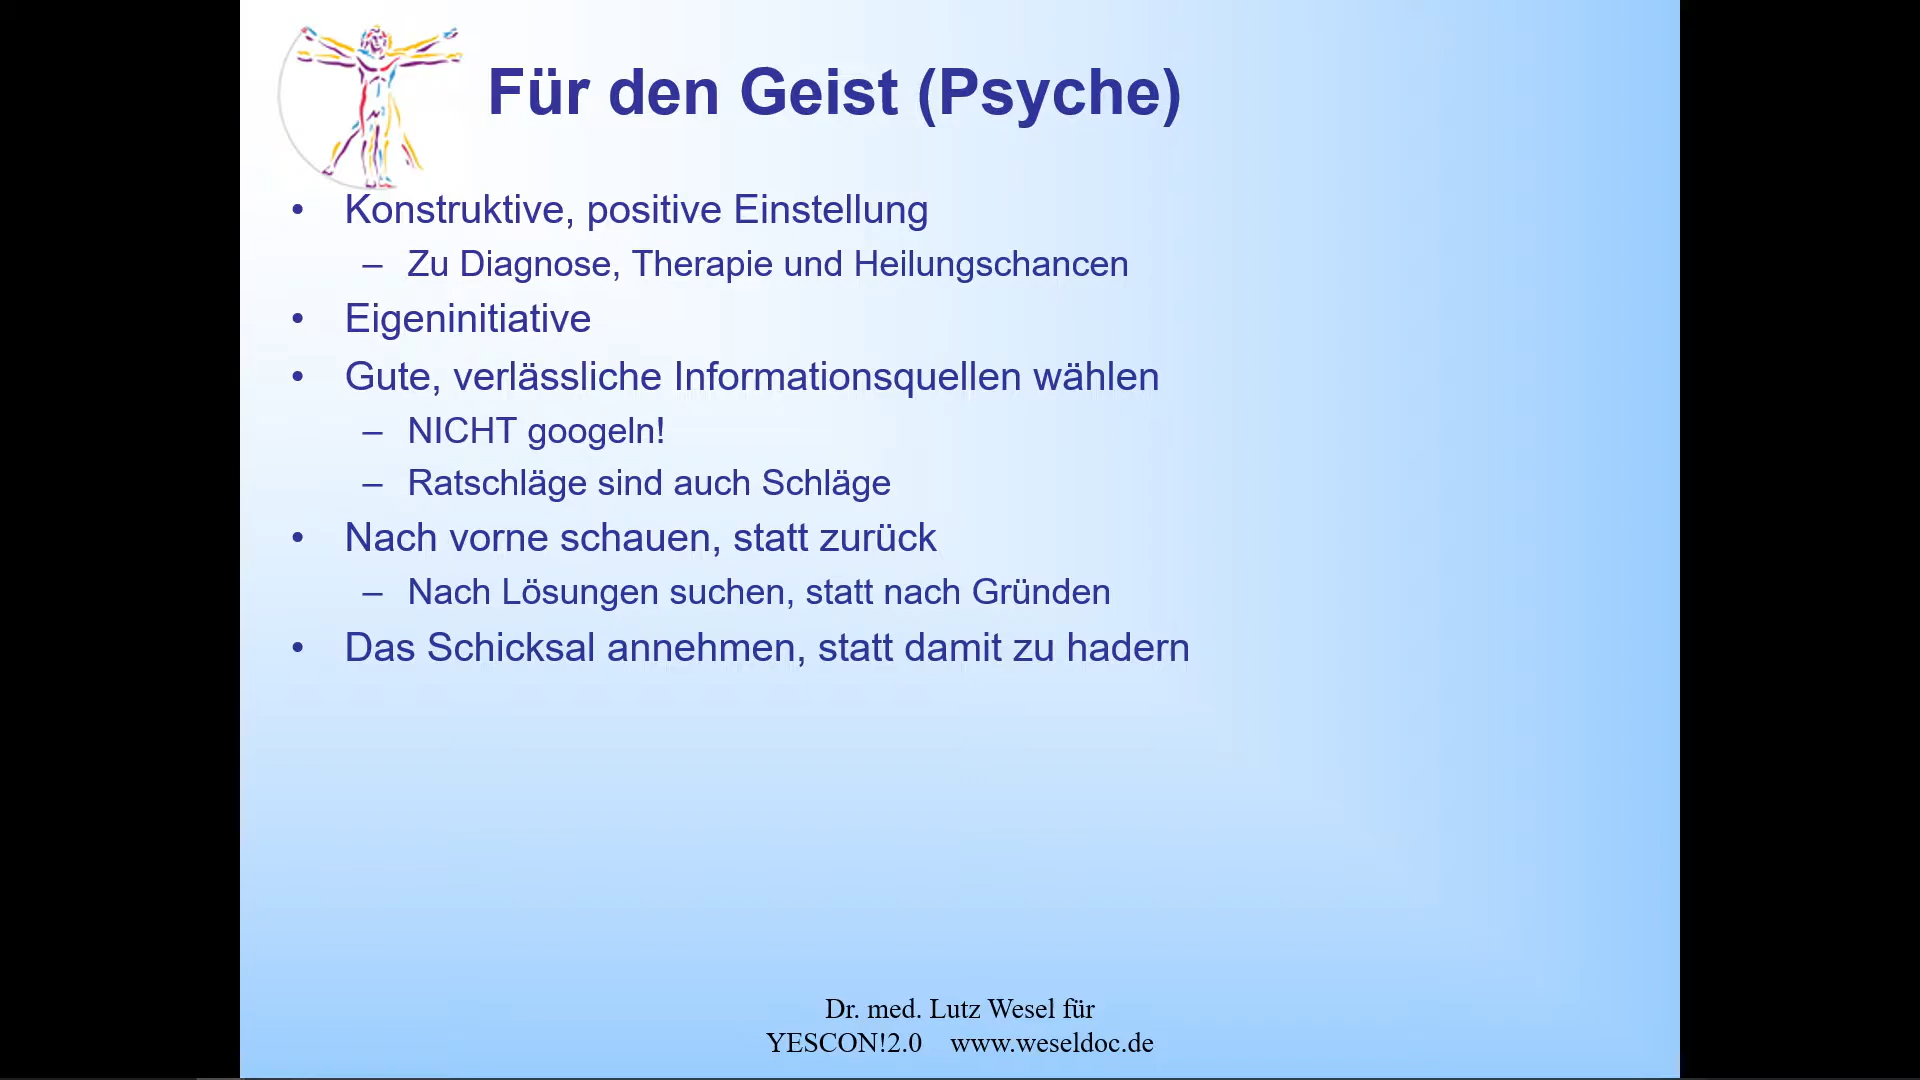 Für den Geist (Psyche)
• Konstruktive, positive Einstellung
– Zu Diagnose, Therapie und Heilungschancen
• Eigeninitiative
• Gute, verlässliche Informationsquellen wählen
– NICHT googeln!
– Ratschläge sind auch Schläge
• Nach vorne schauen, statt zurück
– Nach Lösungen suchen, statt nach Gründen
• Das Schicksal annehmen, statt damit zu hadern
Dr. med. Lutz Wesel für
YESCON!2.0 www.weseldoc.de